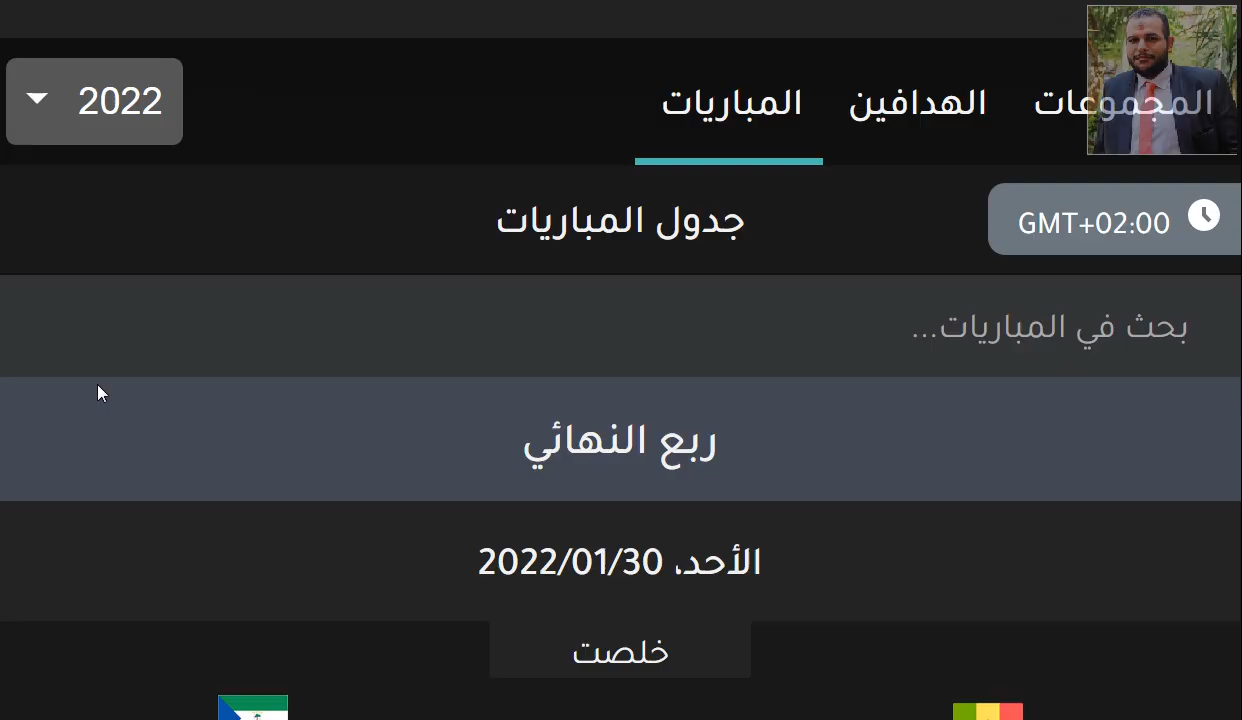 المجموعات الهدافين المباريات 2022
GMT+02:00 جدول المباريات
بحث في المباريات...
ربع النهائي
الأحد، 2022/01/30
خلصت